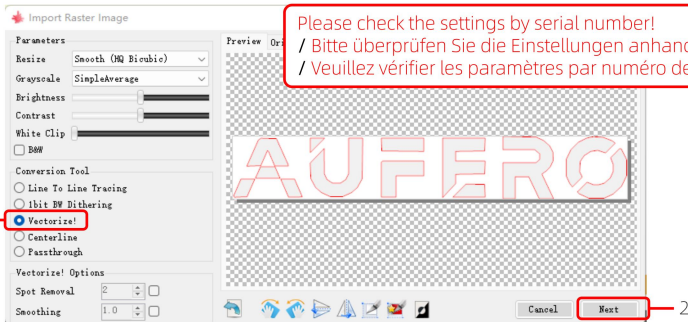 Import Raster Image
Please check the settings by serial number!
/ Bitte überprüfen Sie die Einstellungen
/ Veuillez vérifier les paramètres par numéro de
Parameters
Preview
Resize Smooth (HQ Bicubic)
Grayscale SimpleAverage
Brightness
Contrast
White Clip
B&W
AUFERO
Conversion Tool
Line To Line Tracing
1bit BW Dithering
Vectorize!
Centerline
Passthrough
Vectorize! Options
Spot Removal 2
Smoothing 1.0
Cancel Next 2